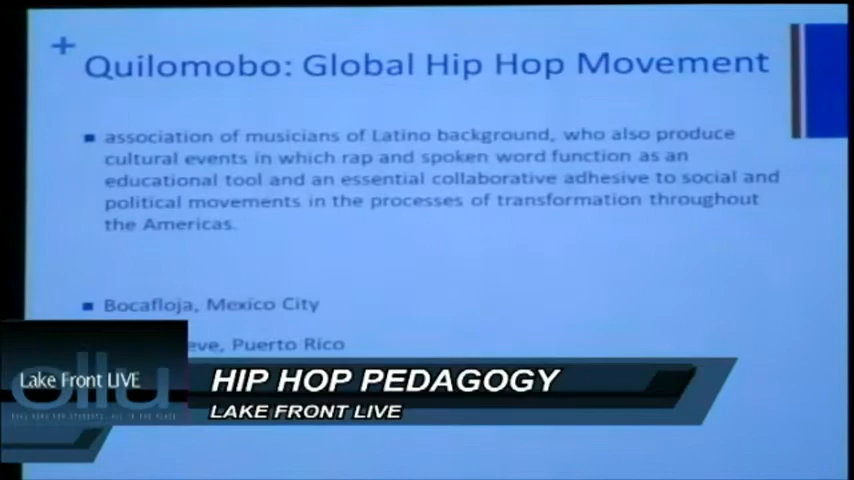 +
Quilomobo: Global Hip Hop Movement
▪ association of musicians of Latino background, who also produce
cultural events in which rap and spoken word function as an
educational tool and an essential collaborative adhesive to social and
political movements in the processes of transformation throughout
the Americas.
▪ Bocafloja, Mexico City
eve, Puerto Rico
Lake Front LIVE
ollu
HIP HOP PEDAGOGY
LAKE FRONT LIVE